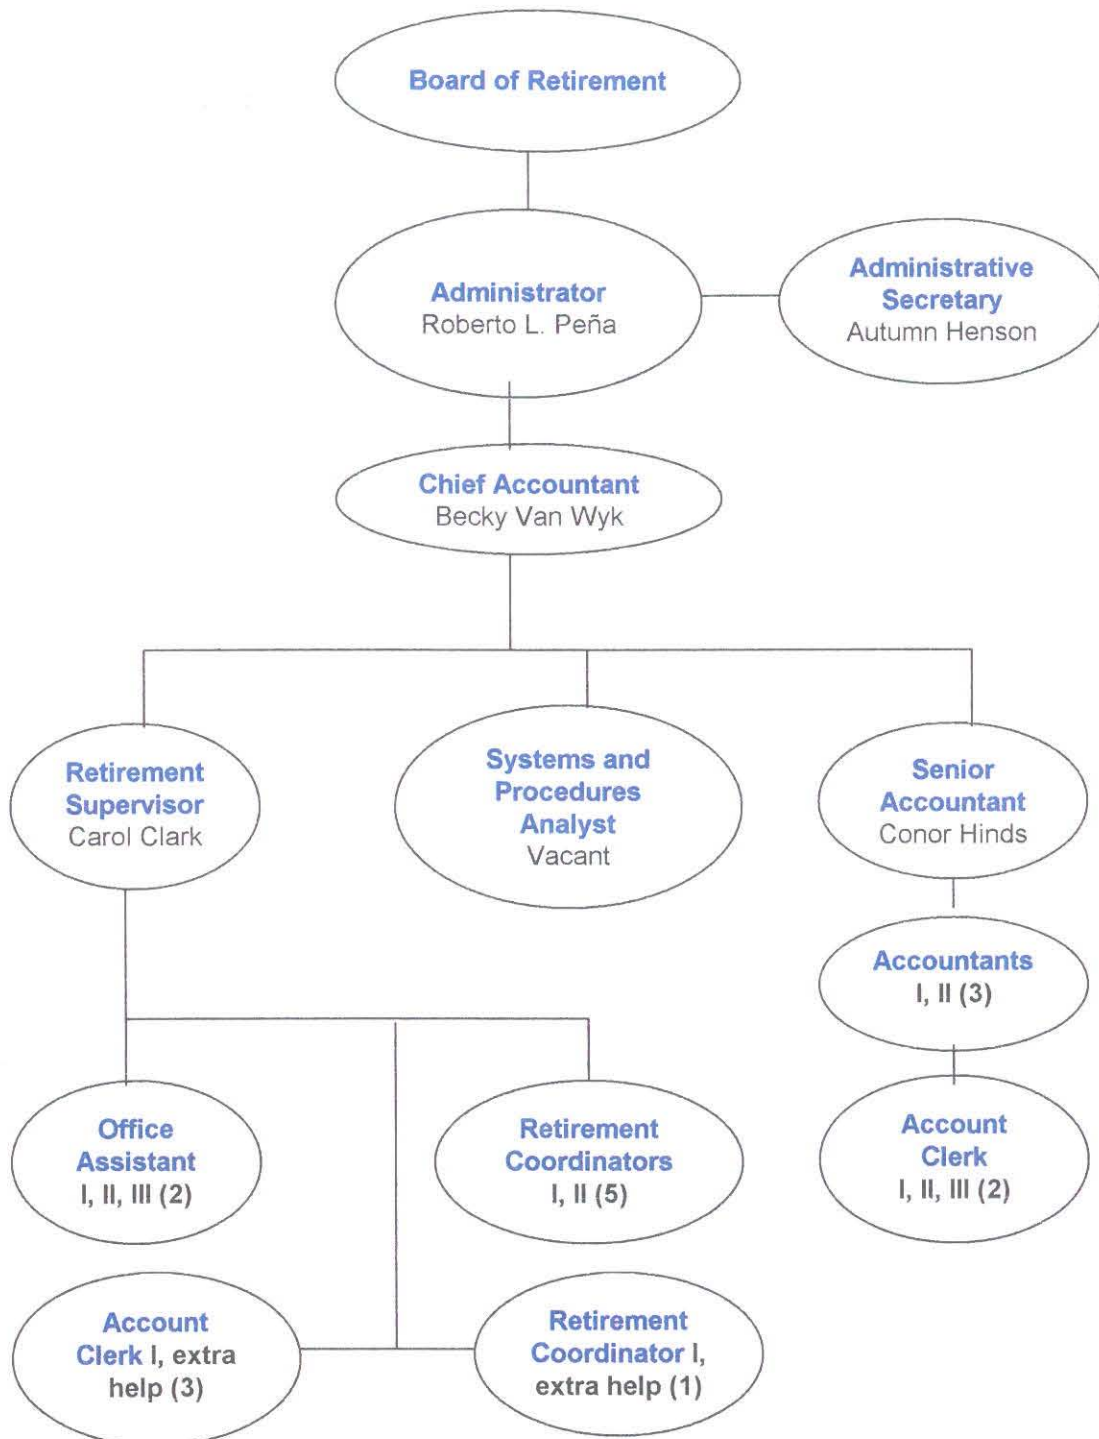 Board of Retirement
Administrator
Roberto L. Peña
Administrative
Secretary
Autumn Henson
Chief Accountant
Becky Van Wyk
Retirement
Supervisor
Carol Clark
Systems and
Procedures
Analyst
Vacant
Senior
Accountant
Conor Hinds
Accountants
I, II (3)
Office
Assistant
I, II, III (2)
Retirement
Coordinators
I, II (5)
Account
Clerk
I, II, III (2)
Account
Clerk I, extra
help (3)
Retirement
Coordinator I,
extra help (1)